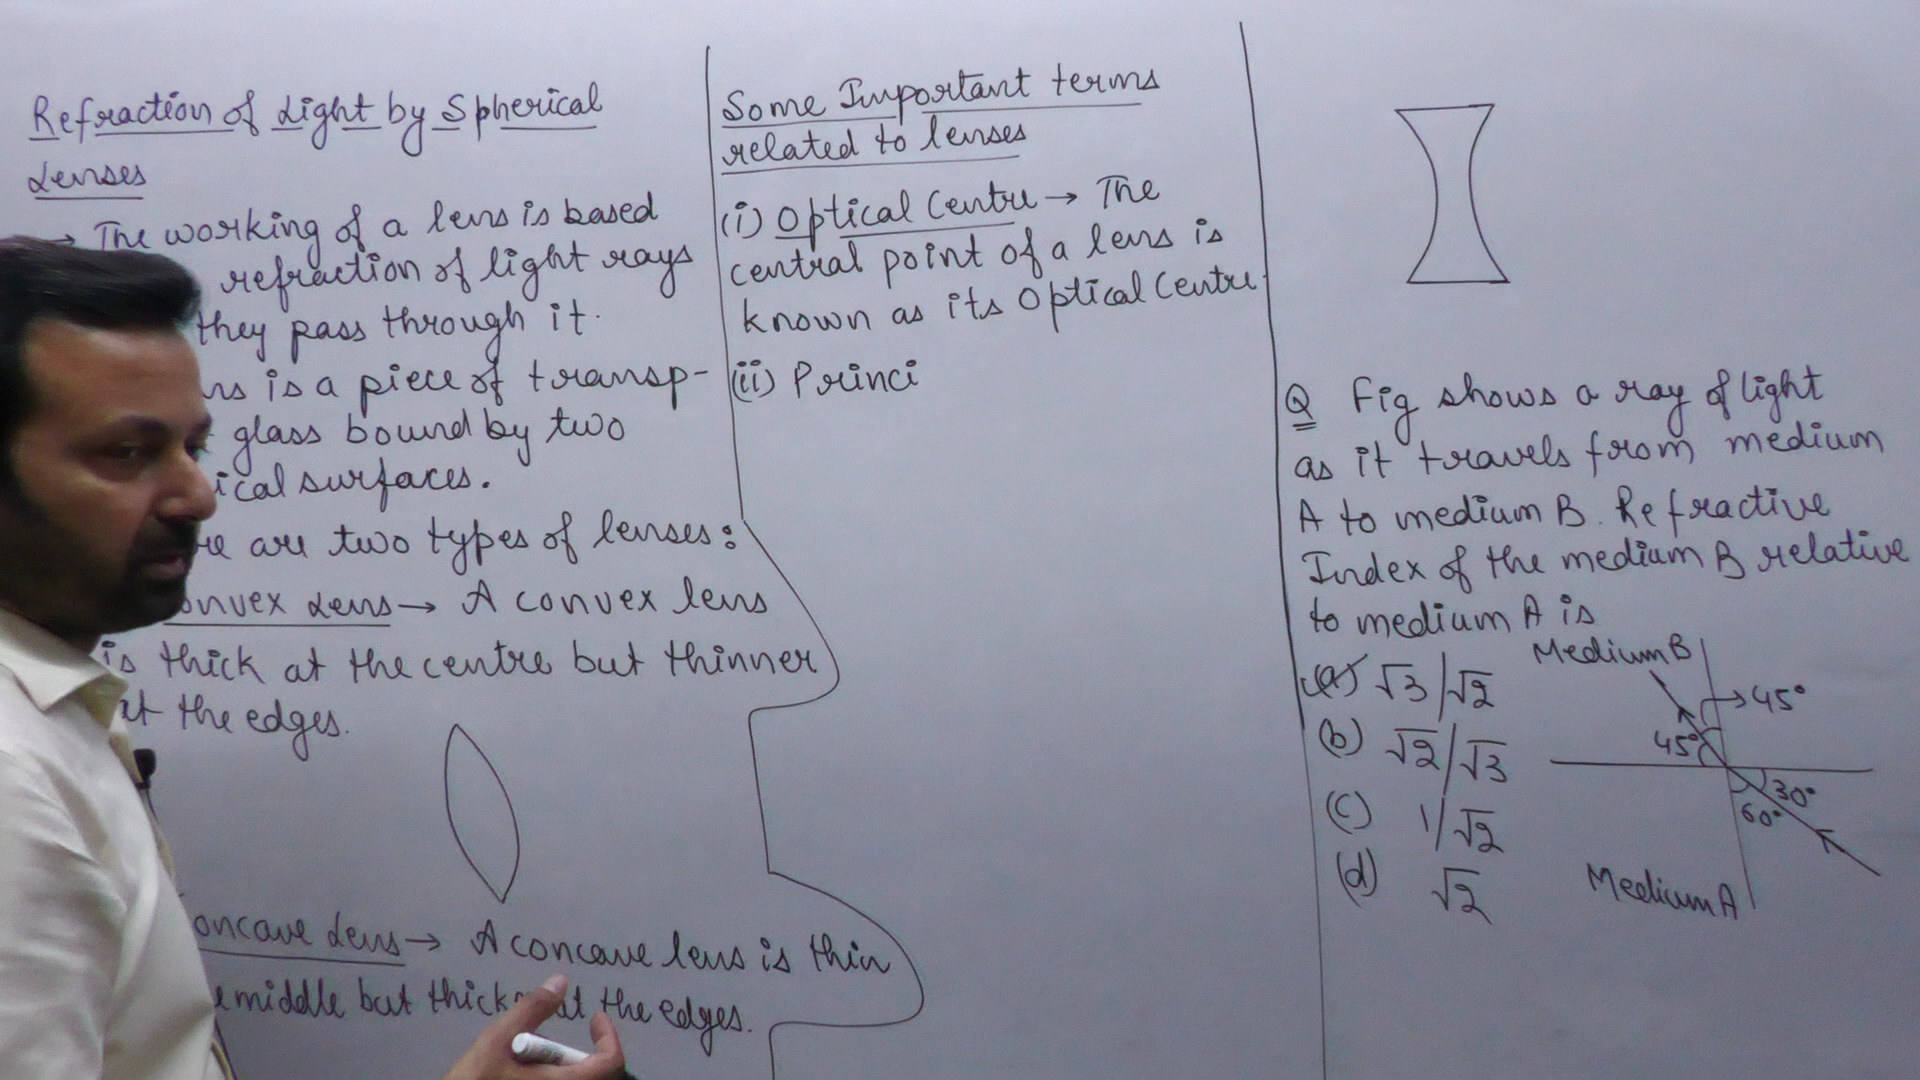 Refraction of Light by Spherical
Lenses
→ The working of a lens is based
refraction of light rays
they pass through it.
ns is a piece of transp-
glass bound by two
ical surfaces.
re are two types of lenses:
onvex Lens → A convex lens
is thick at the centre but thinner
at the edges.
oncave Lens → A concave lens is thin
middle but thick at the edges.
Some Important terms
related to lenses
(i) Optical Centre → The
central point of a lens is
known as its Optical Centre.
(ii) Princi
Q Fig shows a ray of light
as it travels from medium
A to medium B. Refractive
Index of the medium B relative
to medium A is
(a) √3/√2
(b) √2/√3
(c) 1/√2
(d) √2
Medium B
→45°
45°
30°
60°
Medium A